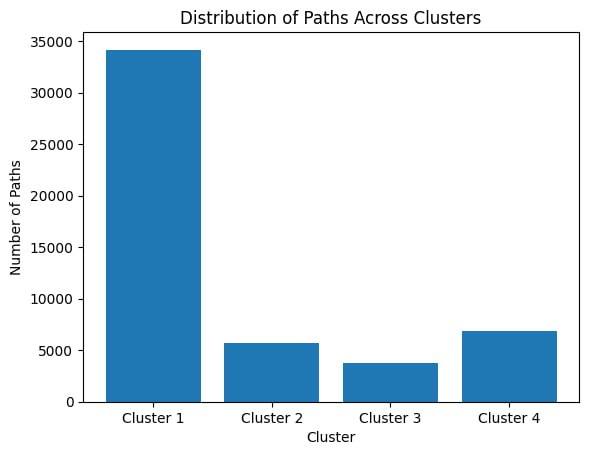 Distribution of Paths Across Clusters
Number of Paths
35000
30000
25000
20000
15000
10000
5000
0
Cluster 1 Cluster 2 Cluster 3 Cluster 4
Cluster